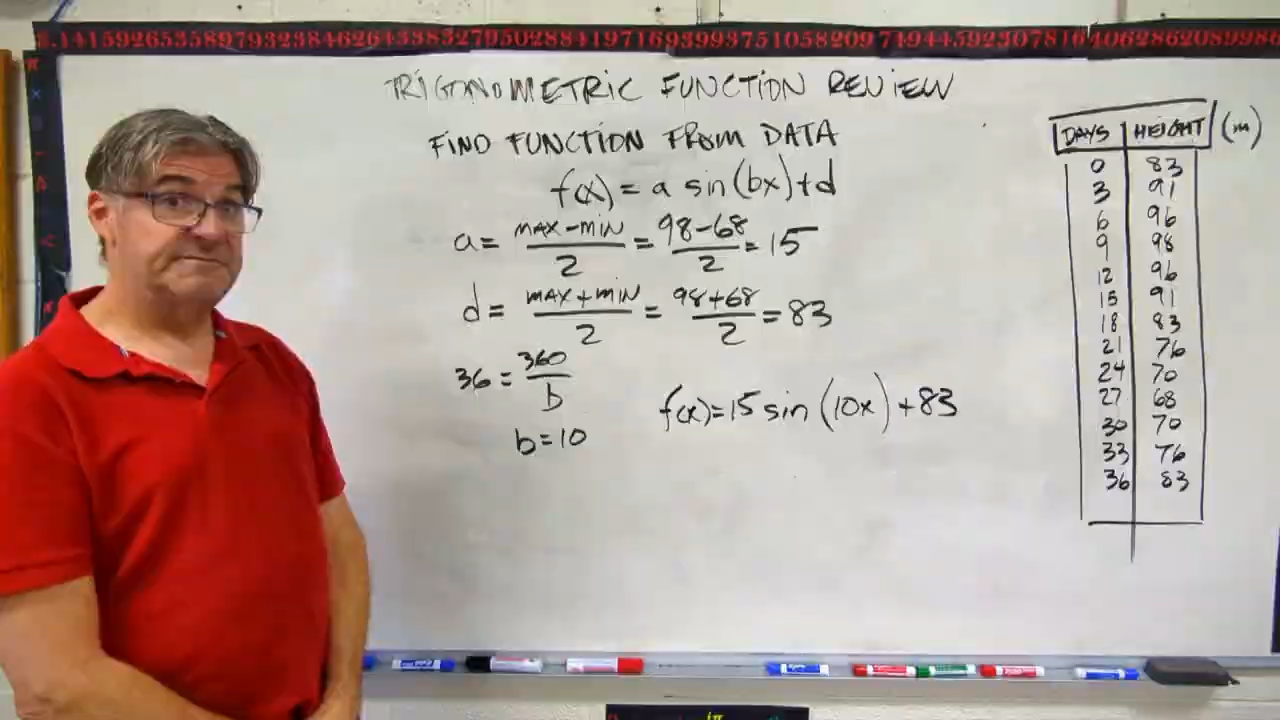 3.1415926535897932384626433832795028841971693993751058209749445923078164062862089986
TRIGONOMETRIC FUNCTION REVIEW
FIND FUNCTION FROM DATA
f(x) = a sin(bx)+d
a = MAX-MIN/2 = 98-68/2 = 15
d = MAX+MIN/2 = 98+68/2 = 83
36 = 360/b
b=10
f(x)=15 sin(10x)+83
DAYS HEIGHT (m)
0 83
3 91
6 96
9 98
12 96
15 91
18 83
21 76
24 70
27 68
30 70
33 76
36 83